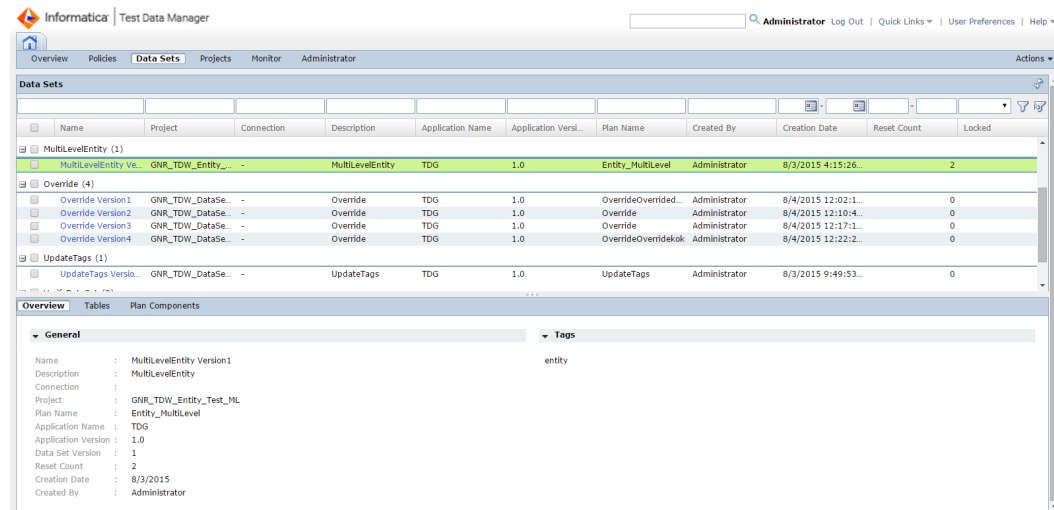 Informatica | Test Data Manager
Administrator Log Out | Quick Links | User Preferences | Help
Overview Policies Data Sets Projects Monitor Administrator Actions
Data Sets
- -
Name Project Connection Description Application Name Application Versi... Plan Name Created By Creation Date Reset Count Locked
MultiLevelEntity (1)
MultiLevelEntity Ve... GNR_TDW_Entity_... - MultiLevelEntity TDG 1.0 Entity_MultiLevel Administrator 8/3/2015 4:15:26... 2
Override (4)
Override Version1 GNR_TDW_DataSe... - Override TDG 1.0 OverrideOverrided... Administrator 8/4/2015 12:02:1... 0
Override Version2 GNR_TDW_DataSe... - Override TDG 1.0 Override Administrator 8/4/2015 12:10:4... 0
Override Version3 GNR_TDW_DataSe... - Override TDG 1.0 Override Administrator 8/4/2015 12:17:1... 0
Override Version4 GNR_TDW_DataSe... - Override TDG 1.0 OverrideOverridekok Administrator 8/4/2015 12:22:2... 0
UpdateTags (1)
UpdateTags Versio... GNR_TDW_DataSe... - UpdateTags TDG 1.0 UpdateTags Administrator 8/3/2015 9:49:53... 0
Overview Tables Plan Components
General
Name : MultiLevelEntity Version1
Description : MultiLevelEntity
Connection :
Project : GNR_TDW_Entity_Test_ML
Plan Name : Entity_MultiLevel
Application Name : TDG
Application Version : 1.0
Data Set Version : 1
Reset Count : 2
Creation Date : 8/3/2015
Created By : Administrator
Tags
entity